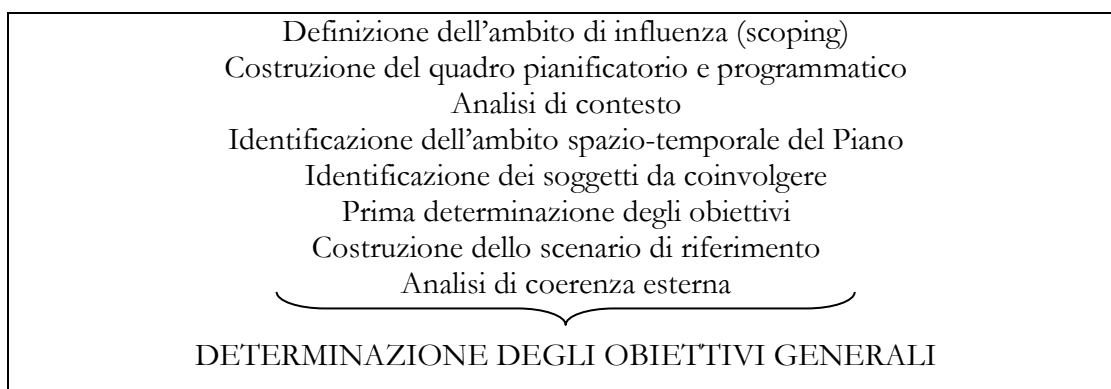 Definizione dell’ambito di influenza (scoping)
Costruzione del quadro pianificatorio e programmatico
Analisi di contesto
Identificazione dell’ambito spazio-temporale del Piano
Identificazione dei soggetti da coinvolgere
Prima determinazione degli obiettivi
Costruzione dello scenario di riferimento
Analisi di coerenza esterna
DETERMINAZIONE DEGLI OBIETTIVI GENERALI